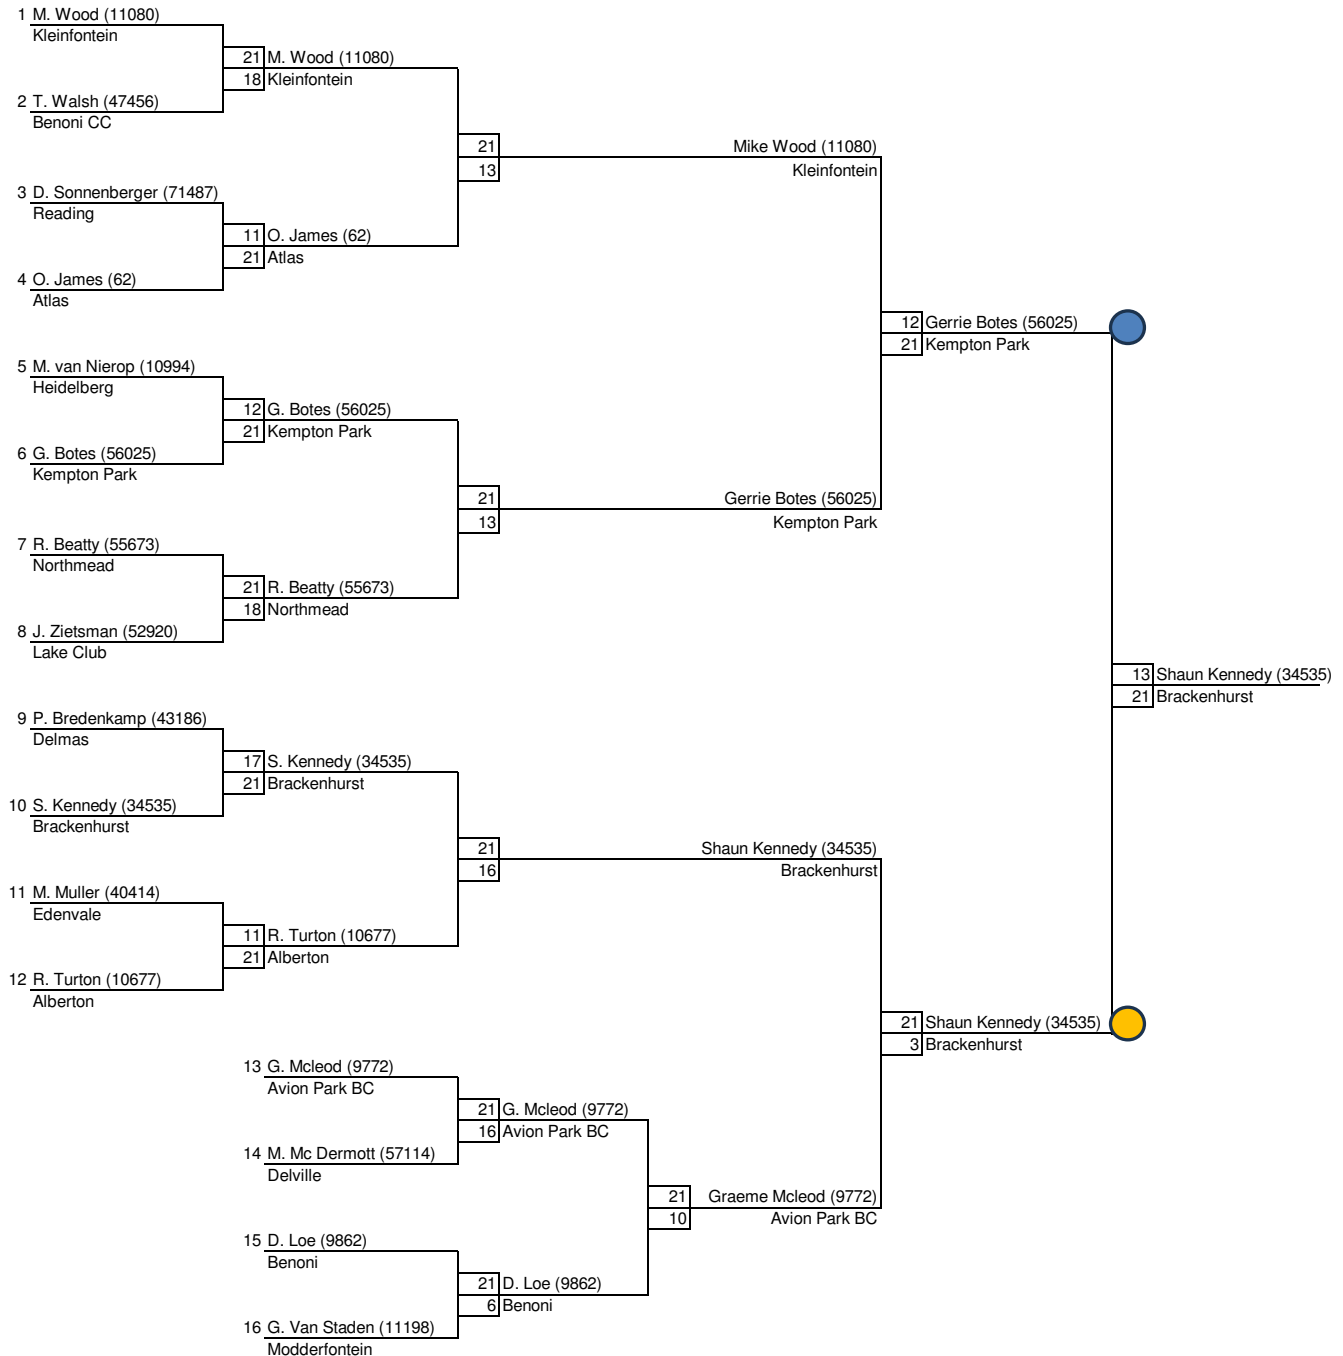 1 M. Wood (11080)
Kleinfontein
21 M. Wood (11080)
18 Kleinfontein
2 T. Walsh (47456)
Benoni CC
21 Mike Wood (11080)
13 Kleinfontein
3 D. Sonnenberger (71487)
Reading
11 O. James (62)
21 Atlas
4 O. James (62)
Atlas
12 Gerrie Botes (56025)
21 Kempton Park
5 M. van Nierop (10994)
Heidelberg
12 G. Botes (56025)
21 Kempton Park
6 G. Botes (56025)
Kempton Park
21 Gerrie Botes (56025)
13 Kempton Park
7 R. Beatty (55673)
Northmead
21 R. Beatty (55673)
18 Northmead
8 J. Zietsman (52920)
Lake Club
13 Shaun Kennedy (34535)
21 Brackenhurst
9 P. Bredenkamp (43186)
Delmas
17 S. Kennedy (34535)
21 Brackenhurst
10 S. Kennedy (34535)
Brackenhurst
21 Shaun Kennedy (34535)
16 Brackenhurst
11 M. Muller (40414)
Edenvale
11 R. Turton (10677)
21 Alberton
12 R. Turton (10677)
Alberton
21 Shaun Kennedy (34535)
3 Brackenhurst
13 G. Mcleod (9772)
Avion Park BC
21 G. Mcleod (9772)
16 Avion Park BC
14 M. Mc Dermott (57114)
Delville
21 Graeme Mcleod (9772)
10 Avion Park BC
15 D. Loe (9862)
Benoni
21 D. Loe (9862)
6 Benoni
16 G. Van Staden (11198)
Modderfontein